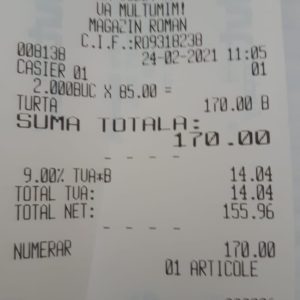 VA MULTUMIM!
MAGAZIN ROMAN
C.I.F.:RO9318238
008138 24-02-2021 11:05
CASIER 01 01
2.000BUC X 85.00 =
TURTA 170.00 B
SUMA TOTALA:
170.00
- - - -
9.00% TVA*B 14.04
TOTAL TVA: 14.04
TOTAL NET: 155.96
- - - -
NUMERAR 170.00
01 ARTICOLE